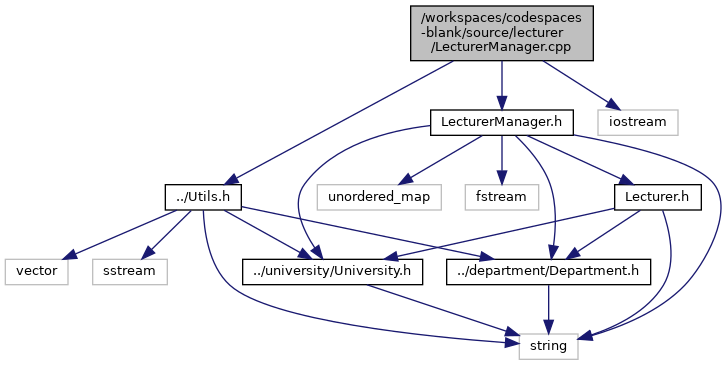 /workspaces/codespaces
-blank/source/lecturer
/LecturerManager.cpp
LecturerManager.h
iostream
../Utils.h
unordered_map
fstream
Lecturer.h
vector
sstream
../university/University.h
../department/Department.h
string